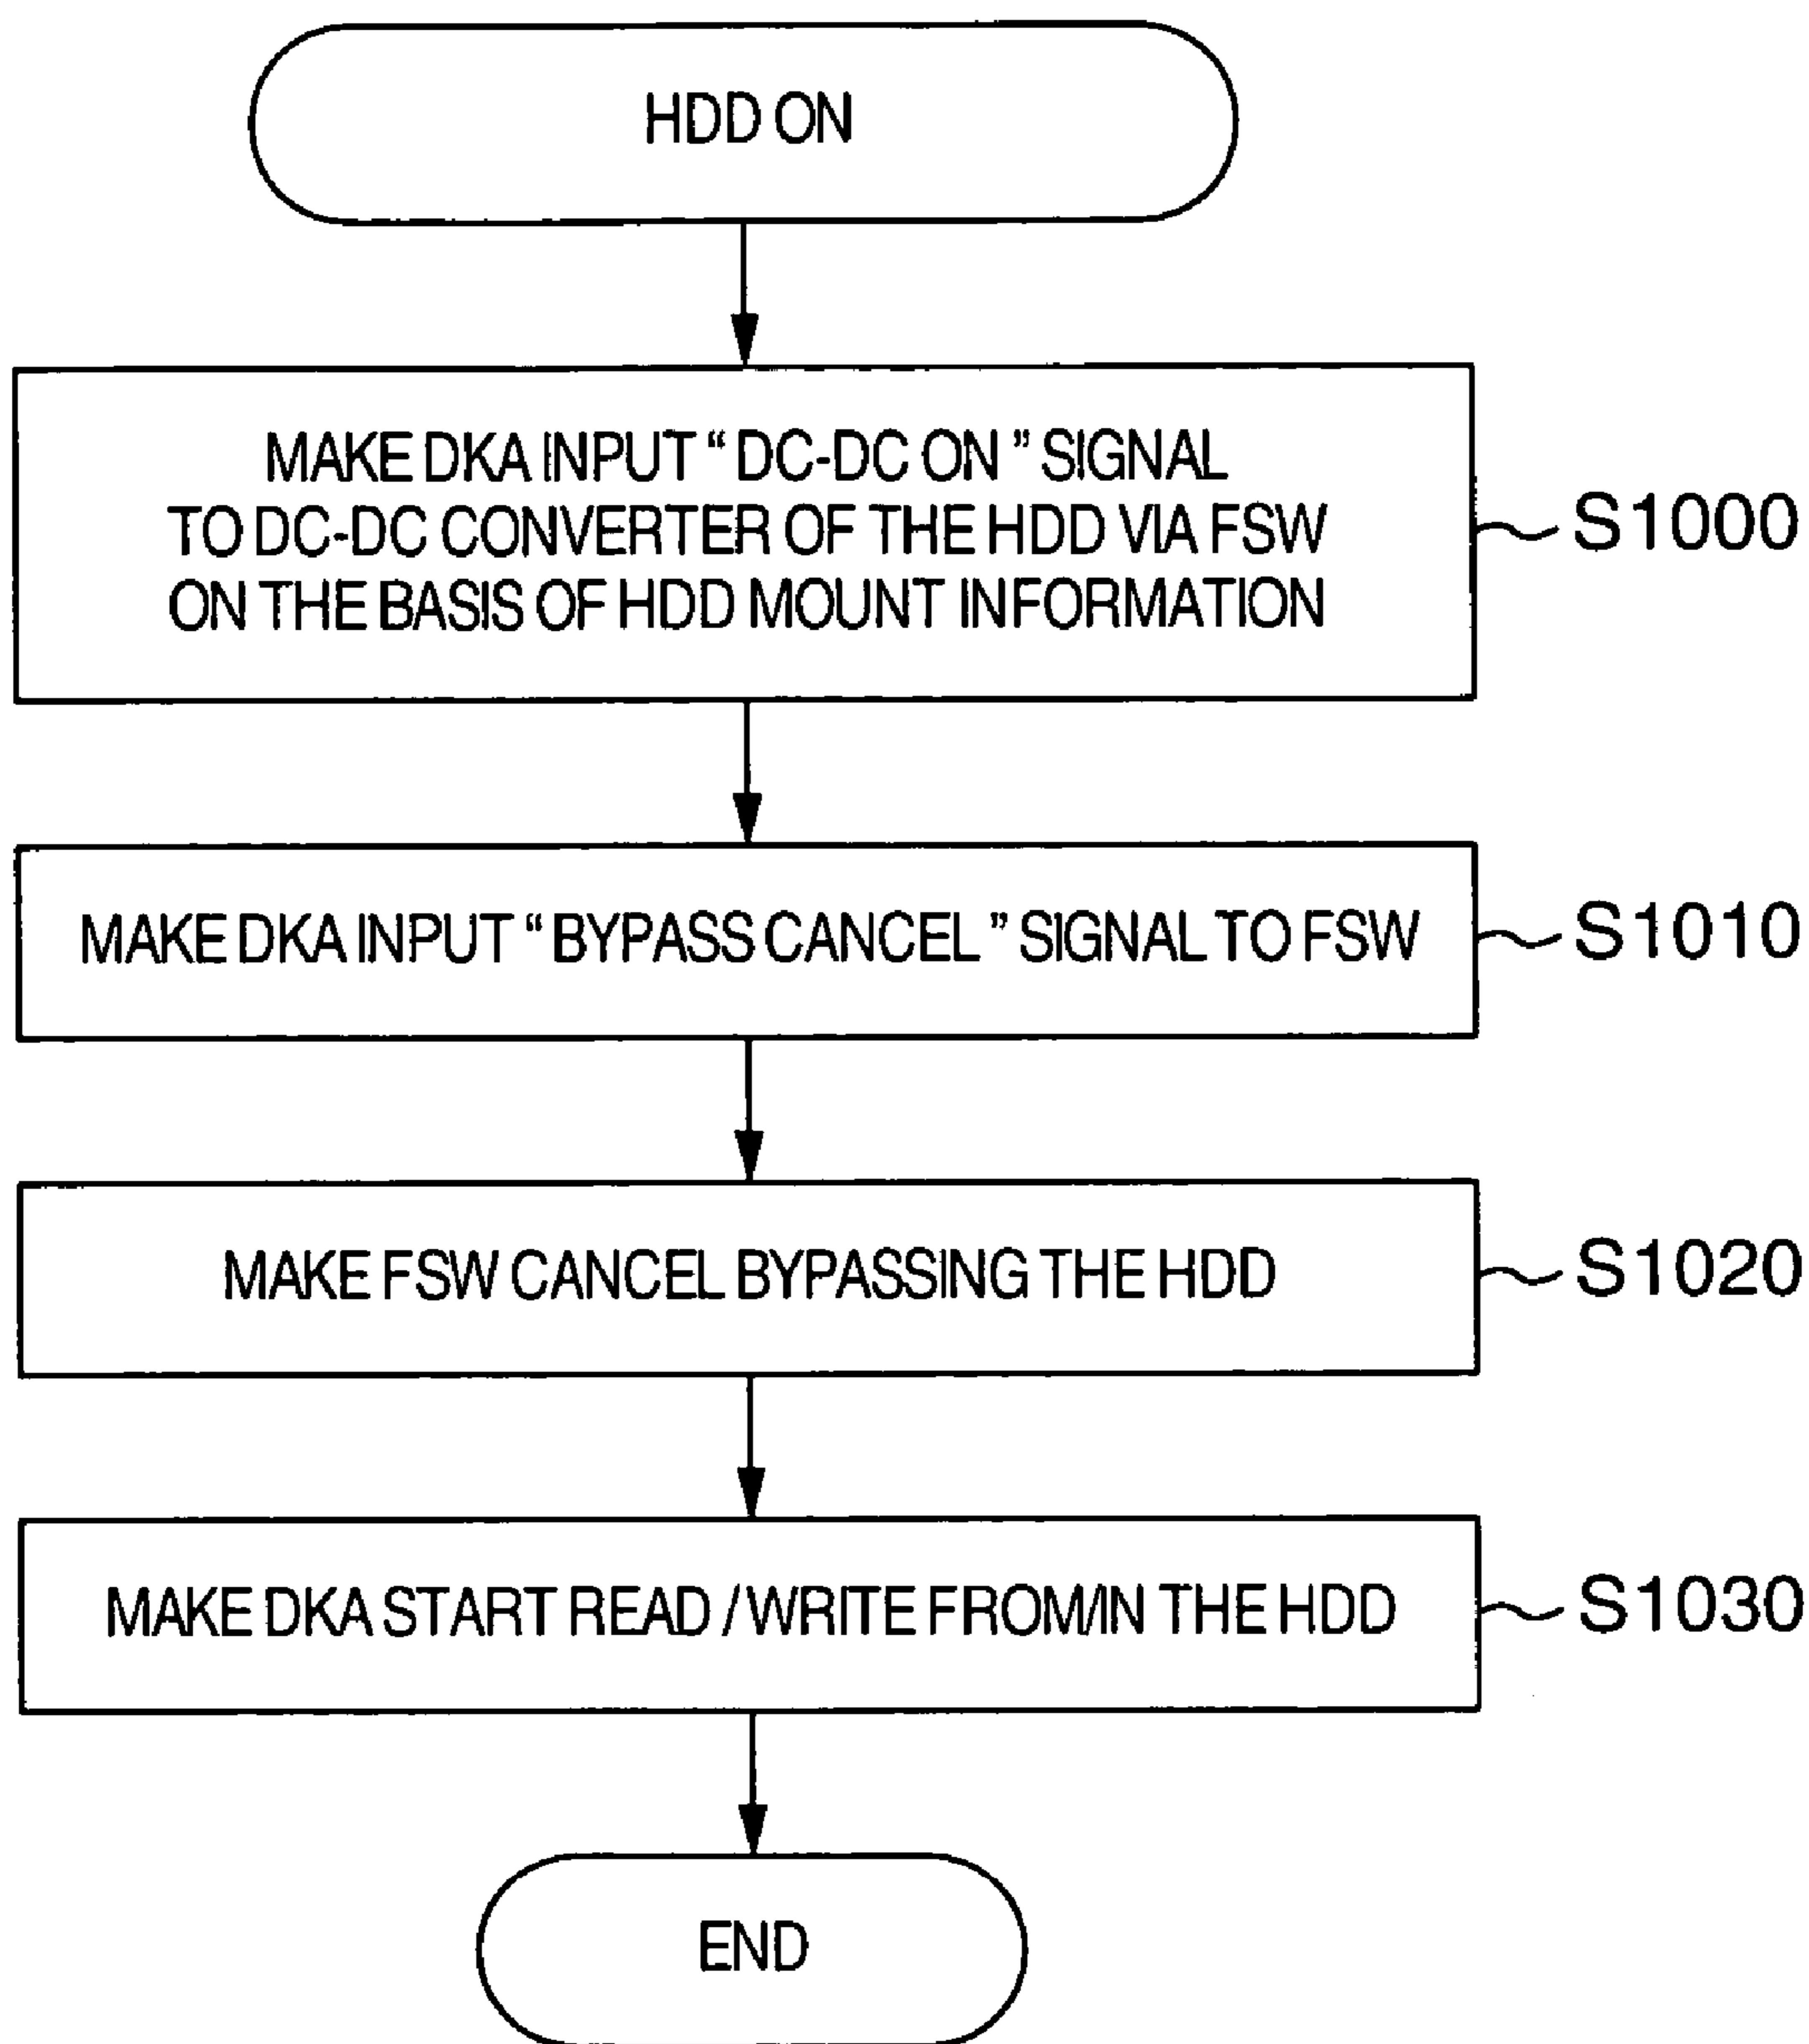 HDD ON
MAKE DKA INPUT “ DC-DC ON ” SIGNAL
TO DC-DC CONVERTER OF THE HDD VIA FSW
ON THE BASIS OF HDD MOUNT INFORMATION
S1000
MAKE DKA INPUT “ BYPASS CANCEL ” SIGNAL TO FSW
S1010
MAKE FSW CANCEL BYPASSING THE HDD
S1020
MAKE DKA START READ / WRITE FROM/IN THE HDD
S1030
END